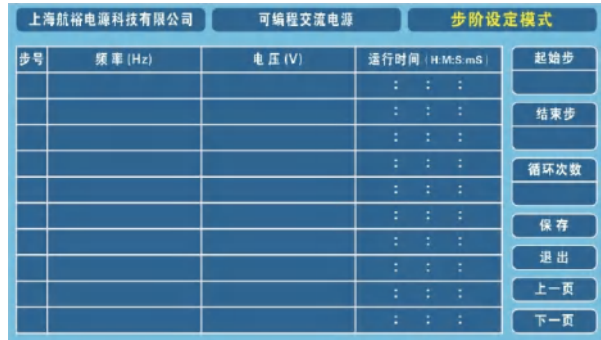 上海航裕电源科技有限公司 可编程交流电源 步阶设定模式
步号 频率(Hz) 电压(V) 运行时间(H:M:S:mS) 起始步
: : :
: : : 结束步
: : :
: : : 循环次数
: : :
: : : 保存
: : :
: : : 退出
: : : 上一页
: : : 下一页